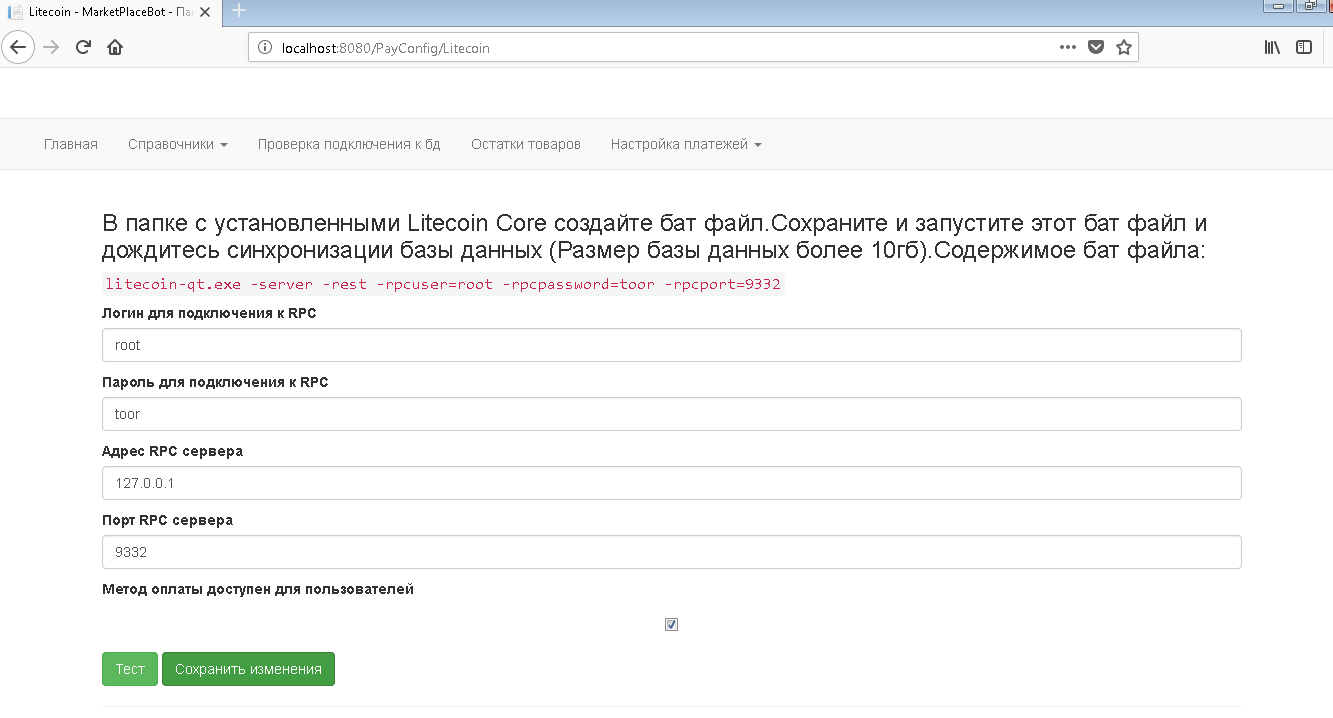 Litecoin - MarketPlaceBot - Па
localhost:8080/PayConfig/Litecoin
Главная Справочники Проверка подключения к бд Остатки товаров Настройка платежей
В папке с установленными Litecoin Core создайте бат файл.Сохраните и запустите этот бат файл и
дождитесь синхронизации базы данных (Размер базы данных более 10гб).Содержимое бат файла:
litecoin-qt.exe -server -rest -rpcuser=root -rpcpassword=toor -rpcport=9332
Логин для подключения к RPC
root
Пароль для подключения к RPC
toor
Адрес RPC сервера
127.0.0.1
Порт RPC сервера
9332
Метод оплаты доступен для пользователей
Тест Сохранить изменения